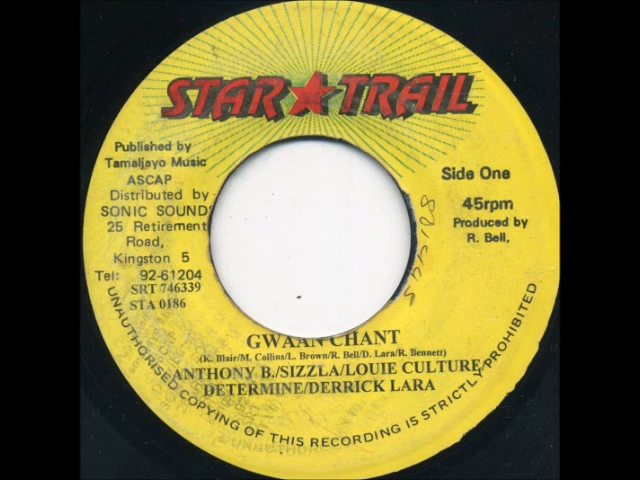 STAR TRAIL
Published by
Tamaljayo Music
ASCAP
Distributed by
SONIC SOUND
25 Retirement
Road,
Kingston 5
Tel: 92-61204
SRT 746339
STA 0186
Side One
45rpm
Produced by
R. Bell,
GWAAN CHANT
(K. Blair/M. Collins/L. Brown/R. Bell/D. Lara/R. Bennett)
ANTHONY B./SIZZLA/LOUIE CULTURE/
DETERMINE/DERRICK LARA
UNAUTHORISED COPYING OF THIS RECORDING IS STRICTLY PROHIBITED